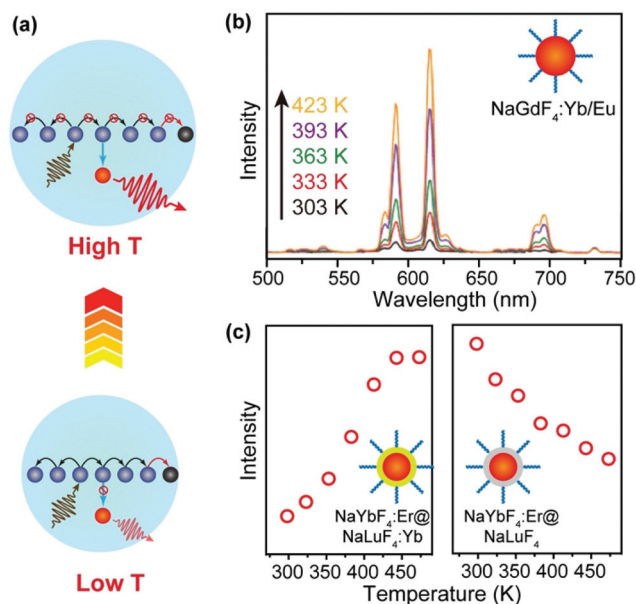 (a)
High T
Low T
(b)
Intensity
423 K
393 K
363 K
333 K
303 K
NaGdF₄:Yb/Eu
500 550 600 650 700 750
Wavelength (nm)
(c)
Intensity
NaYbF₄:Er@
NaLuF₄:Yb
300 350 400 450
NaYbF₄:Er@
NaLuF₄
300 350 400 450
Temperature (K)